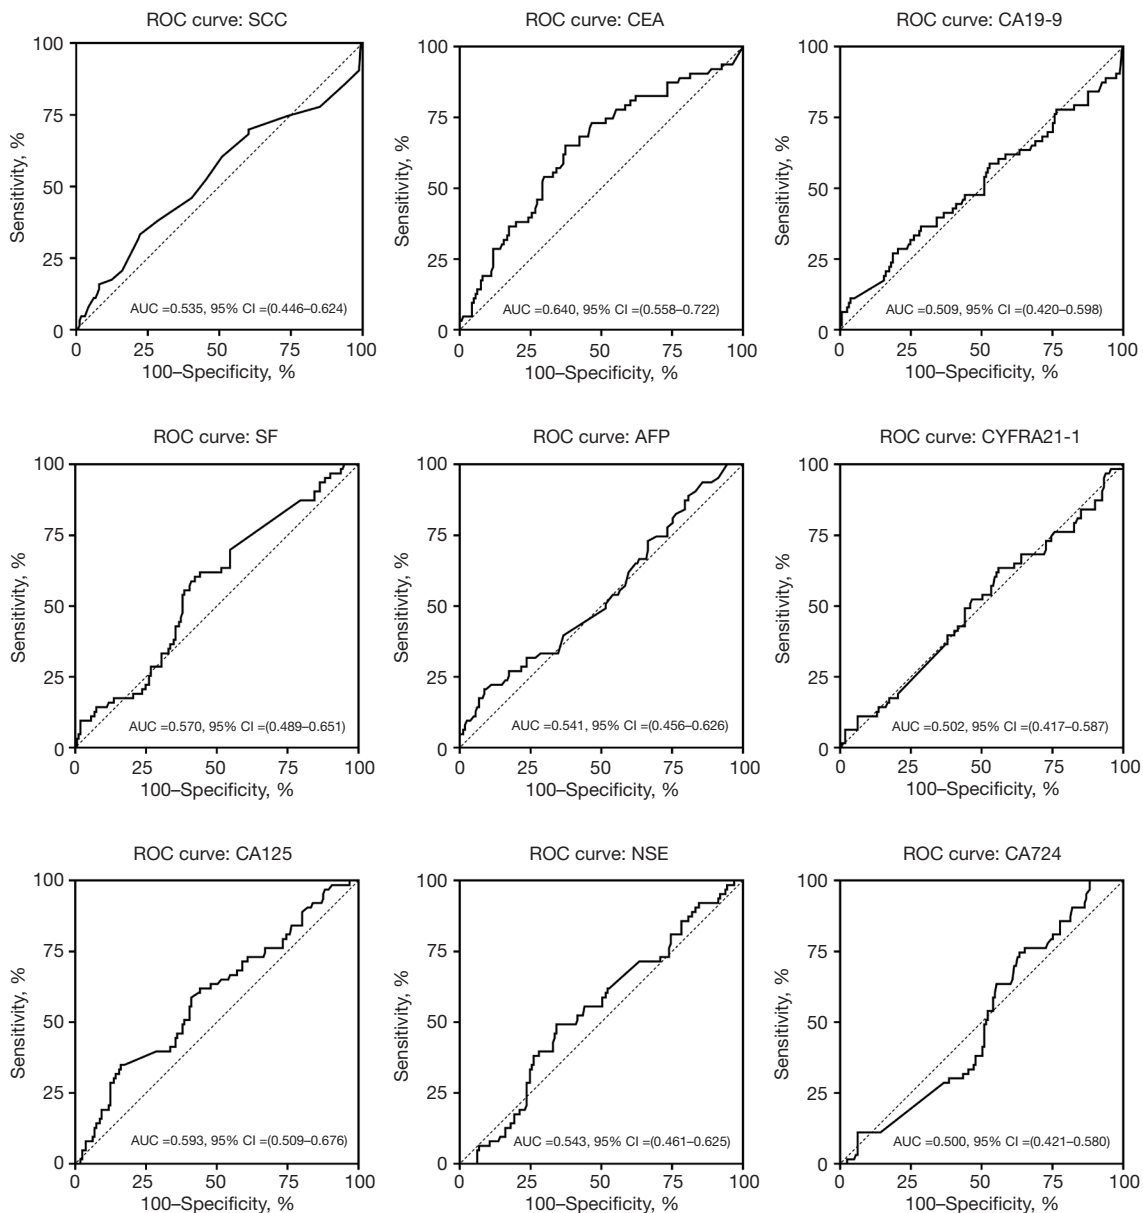 ROC curve: SCC
100
75
50
25
0
Sensitivity, %
AUC =0.535, 95% CI =(0.446–0.624)
0 25 50 75 100
100–Specificity, %
ROC curve: CEA
100
75
50
25
0
Sensitivity, %
AUC =0.640, 95% CI =(0.558–0.722)
0 25 50 75 100
100–Specificity, %
ROC curve: CA19-9
100
75
50
25
0
Sensitivity, %
AUC =0.509, 95% CI =(0.420–0.598)
0 25 50 75 100
100–Specificity, %
ROC curve: SF
100
75
50
25
0
Sensitivity, %
AUC =0.570, 95% CI =(0.489–0.651)
0 25 50 75 100
100–Specificity, %
ROC curve: AFP
100
75
50
25
0
Sensitivity, %
AUC =0.541, 95% CI =(0.456–0.626)
0 25 50 75 100
100–Specificity, %
ROC curve: CYFRA21-1
100
75
50
25
0
Sensitivity, %
AUC =0.502, 95% CI =(0.417–0.587)
0 25 50 75 100
100–Specificity, %
ROC curve: CA125
100
75
50
25
0
Sensitivity, %
AUC =0.593, 95% CI =(0.509–0.676)
0 25 50 75 100
100–Specificity, %
ROC curve: NSE
100
75
50
25
0
Sensitivity, %
AUC =0.543, 95% CI =(0.461–0.625)
0 25 50 75 100
100–Specificity, %
ROC curve: CA724
100
75
50
25
0
Sensitivity, %
AUC =0.500, 95% CI =(0.421–0.580)
0 25 50 75 100
100–Specificity, %